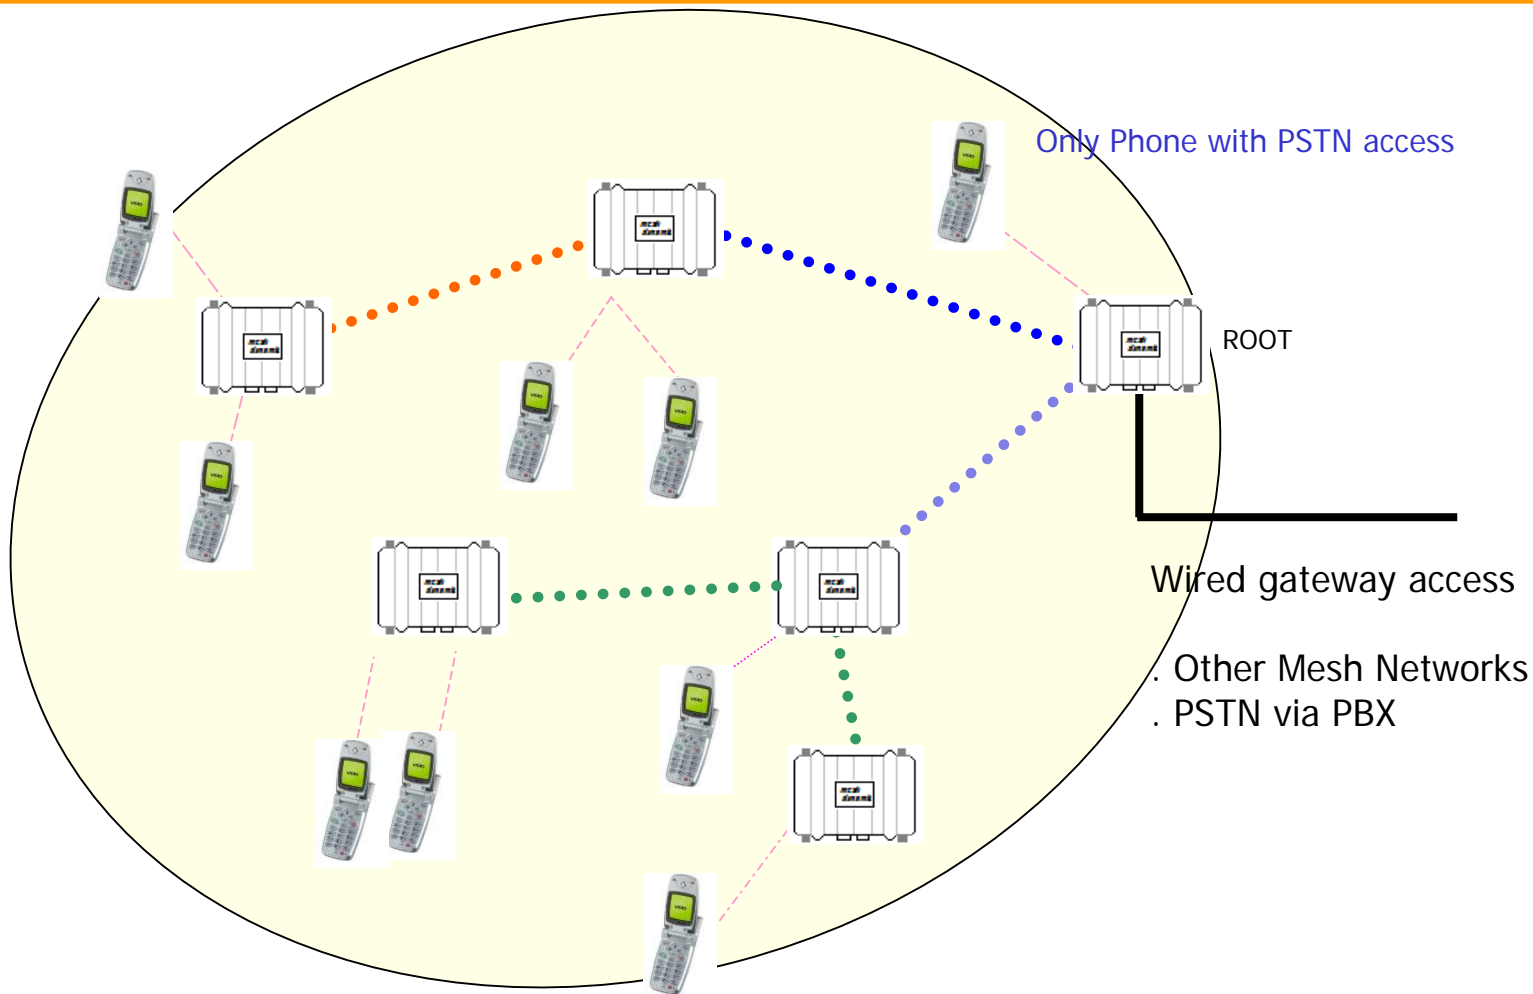 Only Phone with PSTN access
ROOT
Wired gateway access
. Other Mesh Networks
. PSTN via PBX